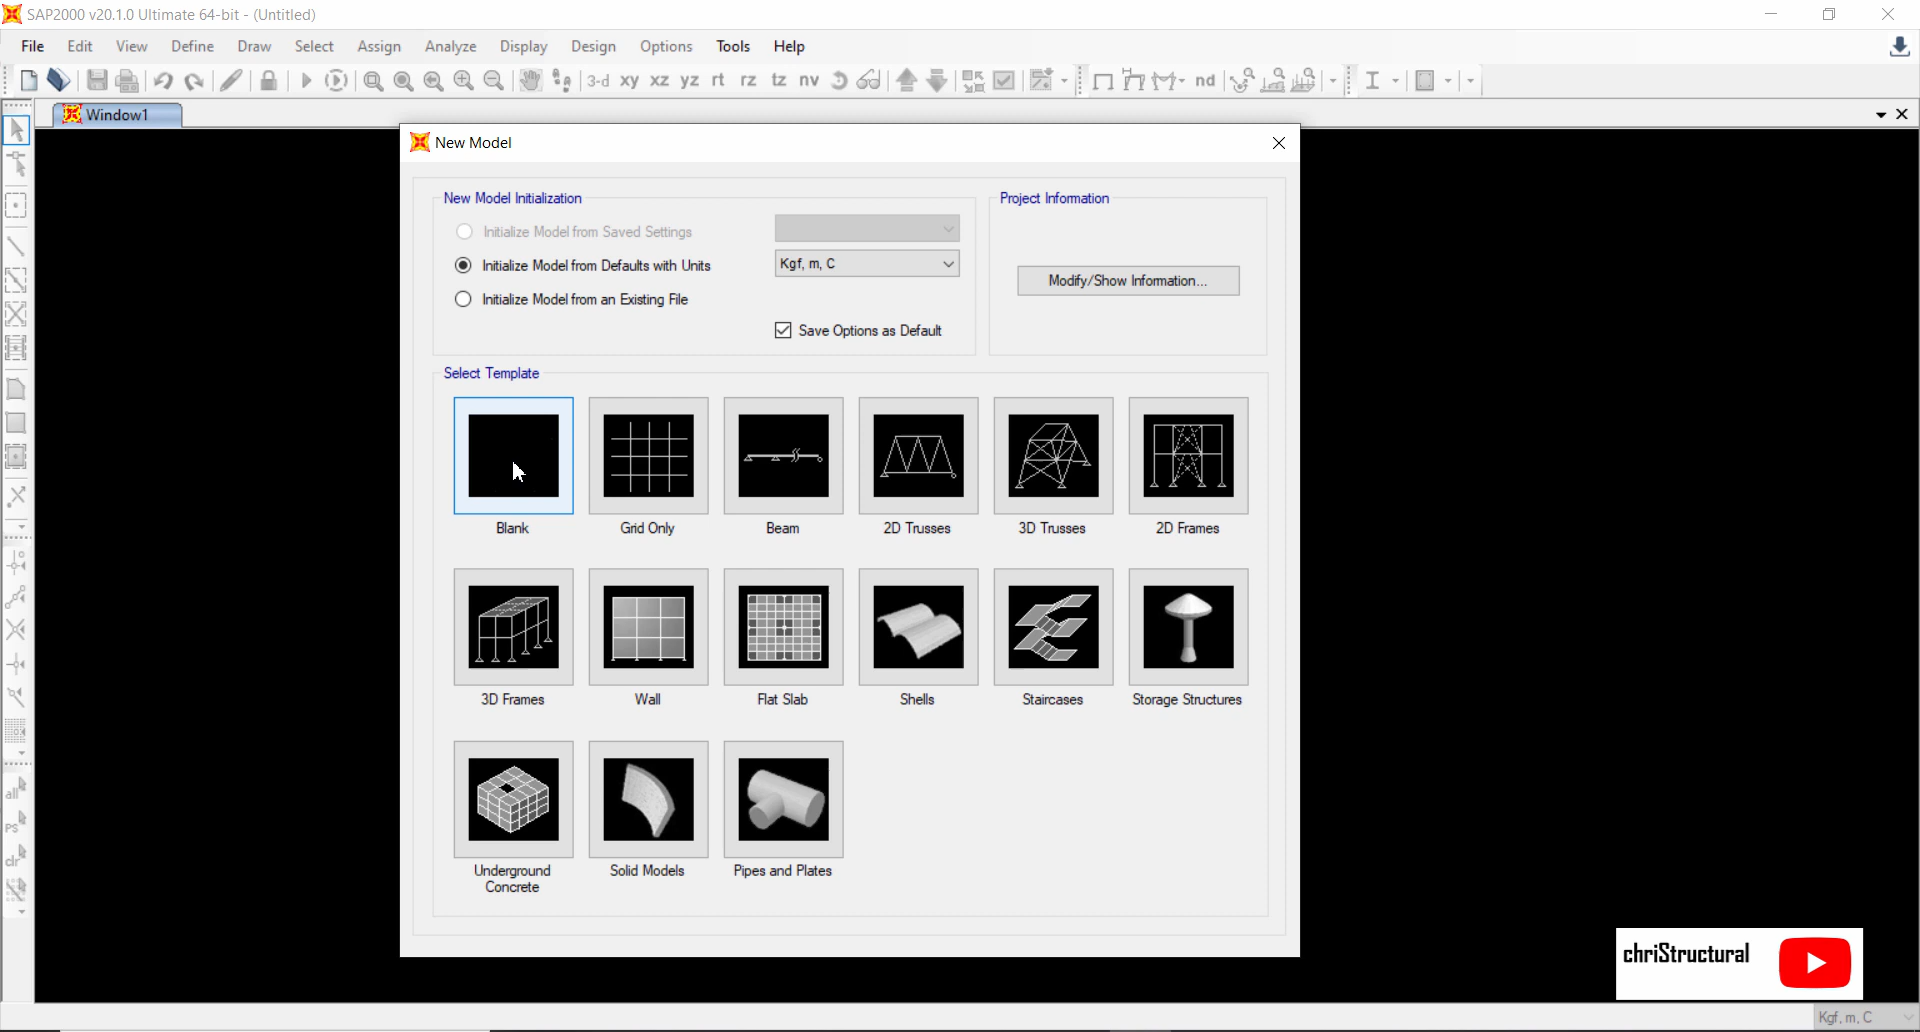 SAP2000 v20.1.0 Ultimate 64-bit - (Untitled)
File Edit View Define Draw Select Assign Analyze Display Design Options Tools Help
3-d xy xz yz rt rz tz nv nd
Window1
New Model
New Model Initialization
Project Information
Initialize Model from Saved Settings
Initialize Model from Defaults with Units
Kgf, m, C
Modify/Show Information...
Initialize Model from an Existing File
Save Options as Default
Select Template
Blank Grid Only Beam 2D Trusses 3D Trusses 2D Frames
3D Frames Wall Flat Slab Shells Staircases Storage Structures
Underground Concrete Solid Models Pipes and Plates
all
PS
clr
chriStructural
Kgf, m, C